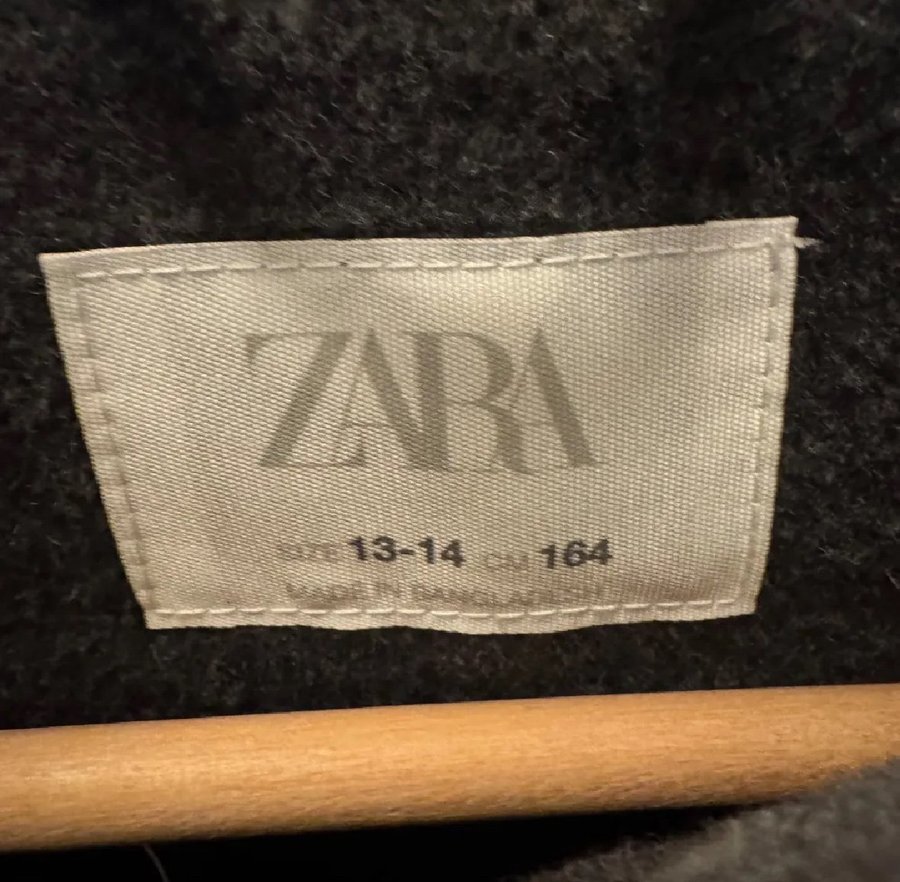 ZARA
SIZE 13-14 CM 164
MADE IN BANGLADESH